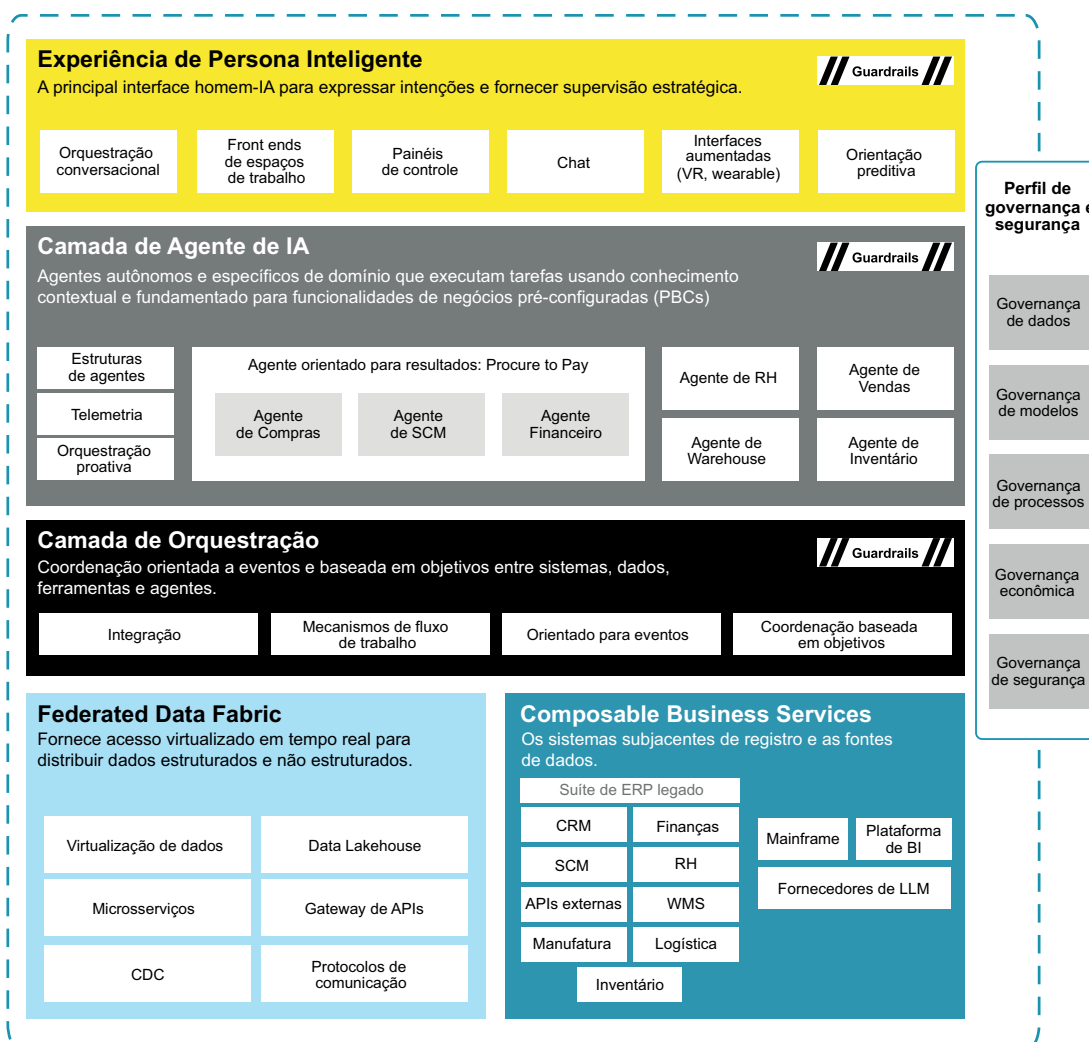 Experiência de Persona Inteligente
A principal interface homem-IA para expressar intenções e fornecer supervisão estratégica.
Guardrails
Orquestração
conversacional
Front ends
de espaços
de trabalho
Painéis
de controle
Chat
Interfaces
aumentadas
(VR, wearable)
Orientação
preditiva
Camada de Agente de IA
Agentes autônomos e específicos de domínio que executam tarefas usando conhecimento
contextual e fundamentado para funcionalidades de negócios pré-configuradas (PBCs)
Guardrails
Estruturas
de agentes
Telemetria
Orquestração
proativa
Agente orientado para resultados: Procure to Pay
Agente
de Compras
Agente
de SCM
Agente
Financeiro
Agente de RH
Agente de
Vendas
Agente de
Warehouse
Agente de
Inventário
Camada de Orquestração
Coordenação orientada a eventos e baseada em objetivos entre sistemas, dados,
ferramentas e agentes.
Guardrails
Integração
Mecanismos de fluxo
de trabalho
Orientado para eventos
Coordenação baseada
em objetivos
Federated Data Fabric
Fornece acesso virtualizado em tempo real para
distribuir dados estruturados e não estruturados.
Virtualização de dados
Data Lakehouse
Microsserviços
Gateway de APIs
CDC
Protocolos de
comunicação
Composable Business Services
Os sistemas subjacentes de registro e as fontes
de dados.
Suíte de ERP legado
CRM
Finanças
SCM
RH
APIs externas
WMS
Manufatura
Logística
Inventário
Mainframe
Plataforma
de BI
Fornecedores de LLM
Perfil de
governança e
segurança
Governança
de dados
Governança
de modelos
Governança
de processos
Governança
econômica
Governança
de segurança